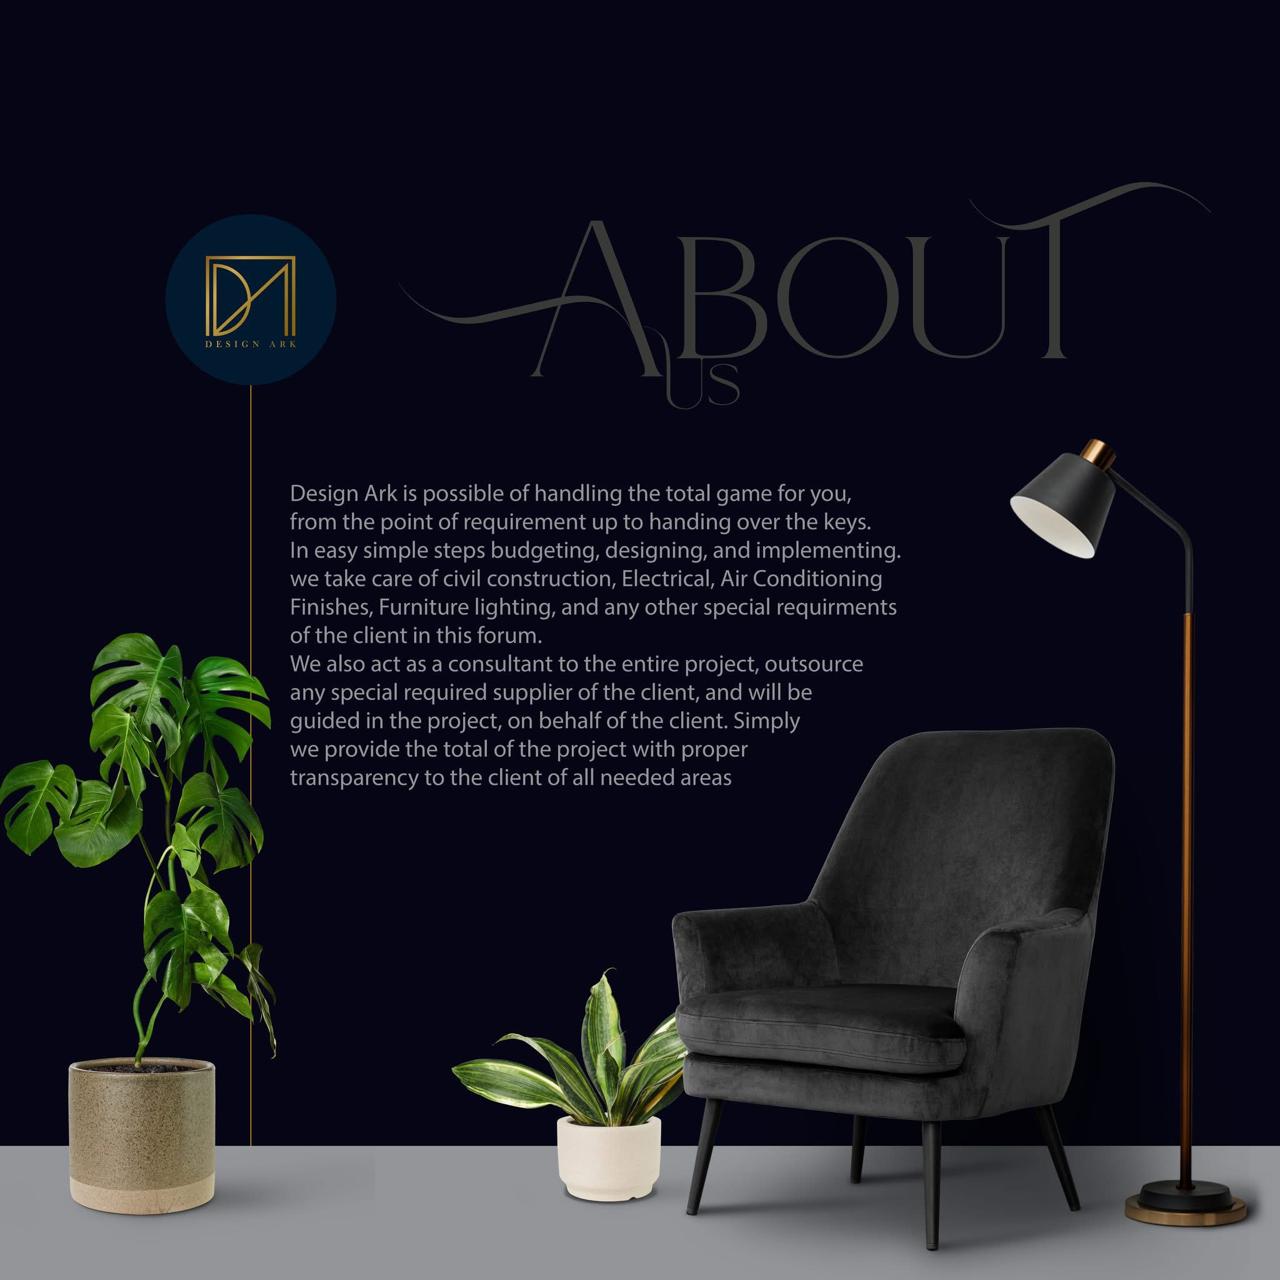 DESIGN ARK
ABOUT
US
Design Ark is possible of handling the total game for you,
from the point of requirement up to handing over the keys.
In easy simple steps budgeting, designing, and implementing.
we take care of civil construction, Electrical, Air Conditioning
Finishes, Furniture lighting, and any other special requirments
of the client in this forum.
We also act as a consultant to the entire project, outsource
any special required supplier of the client, and will be
guided in the project, on behalf of the client. Simply
we provide the total of the project with proper
transparency to the client of all needed areas